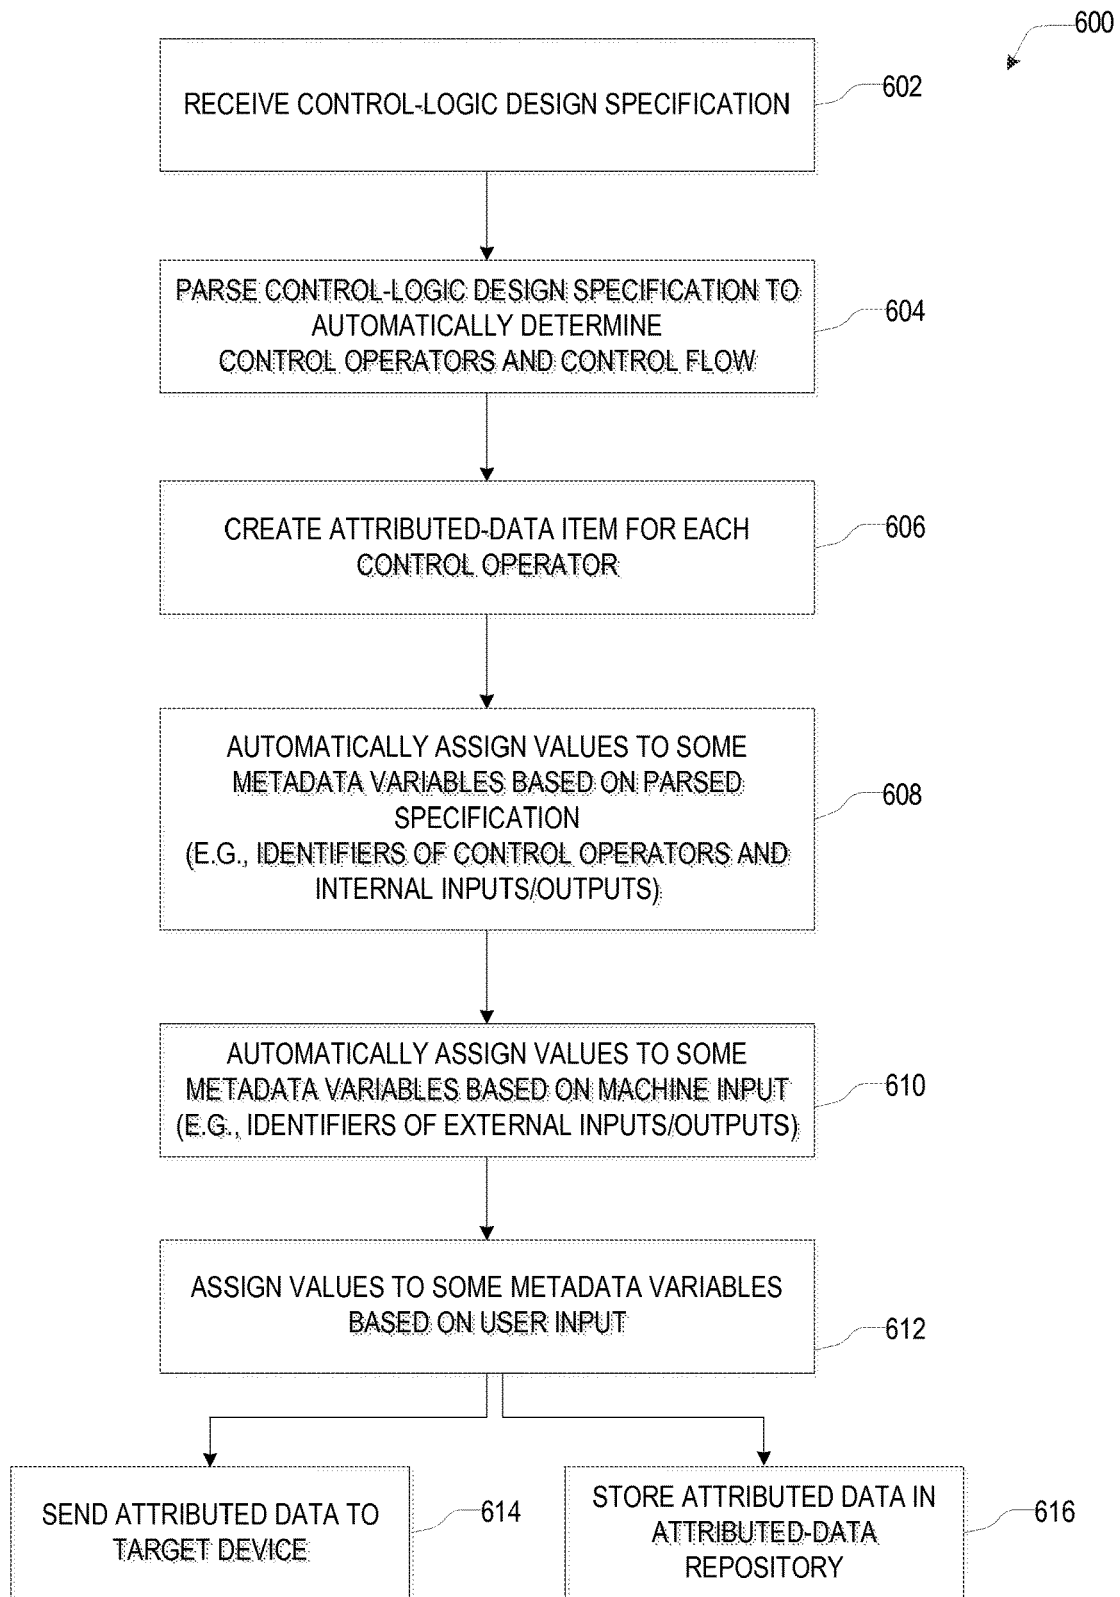 600
RECEIVE CONTROL-LOGIC DESIGN SPECIFICATION
602
PARSE CONTROL-LOGIC DESIGN SPECIFICATION TO
AUTOMATICALLY DETERMINE
CONTROL OPERATORS AND CONTROL FLOW
604
CREATE ATTRIBUTED-DATA ITEM FOR EACH
CONTROL OPERATOR
606
AUTOMATICALLY ASSIGN VALUES TO SOME
METADATA VARIABLES BASED ON PARSED
SPECIFICATION
(E.G., IDENTIFIERS OF CONTROL OPERATORS AND
INTERNAL INPUTS/OUTPUTS)
608
AUTOMATICALLY ASSIGN VALUES TO SOME
METADATA VARIABLES BASED ON MACHINE INPUT
(E.G., IDENTIFIERS OF EXTERNAL INPUTS/OUTPUTS)
610
ASSIGN VALUES TO SOME METADATA VARIABLES
BASED ON USER INPUT
612
SEND ATTRIBUTED DATA TO
TARGET DEVICE
614
STORE ATTRIBUTED DATA IN
ATTRIBUTED-DATA
REPOSITORY
616